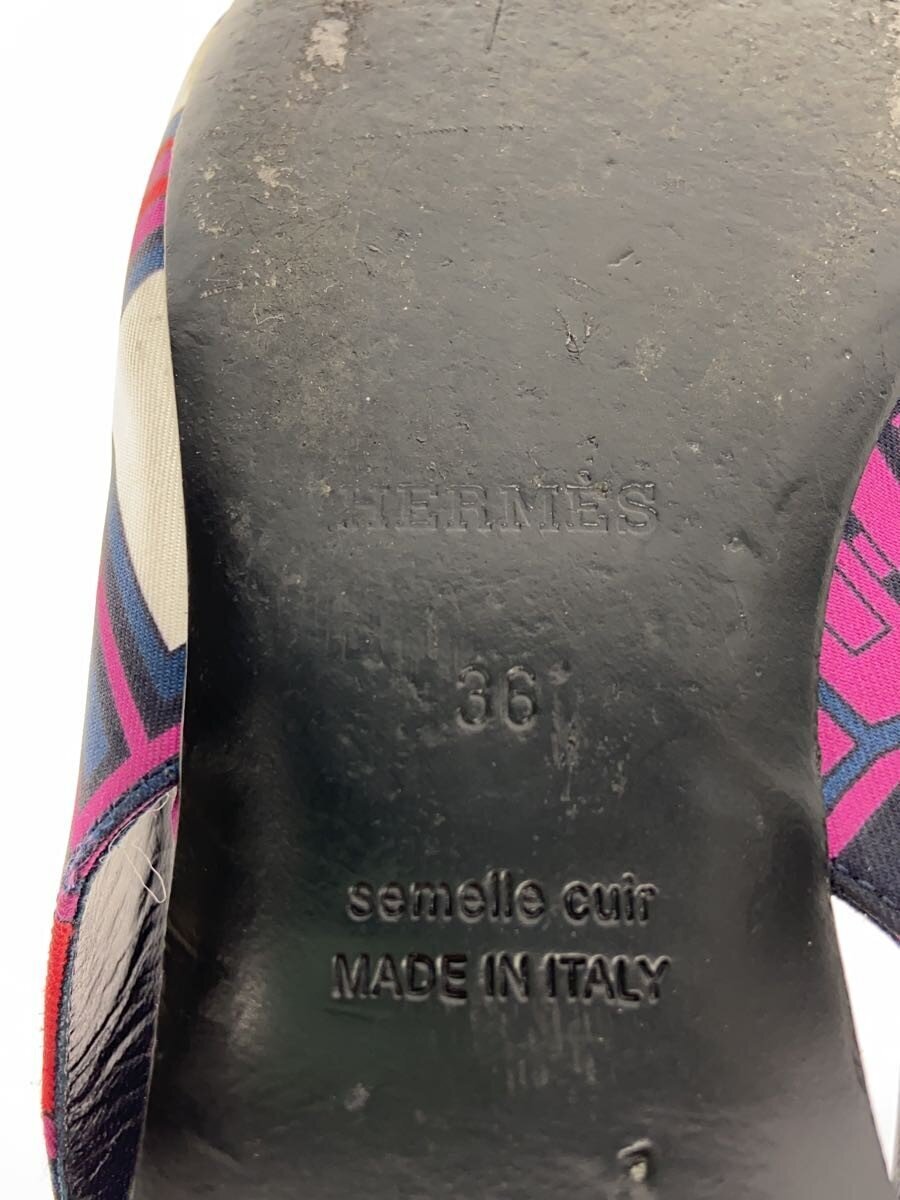 HERMÈS
36
semelle cuir
MADE IN ITALY